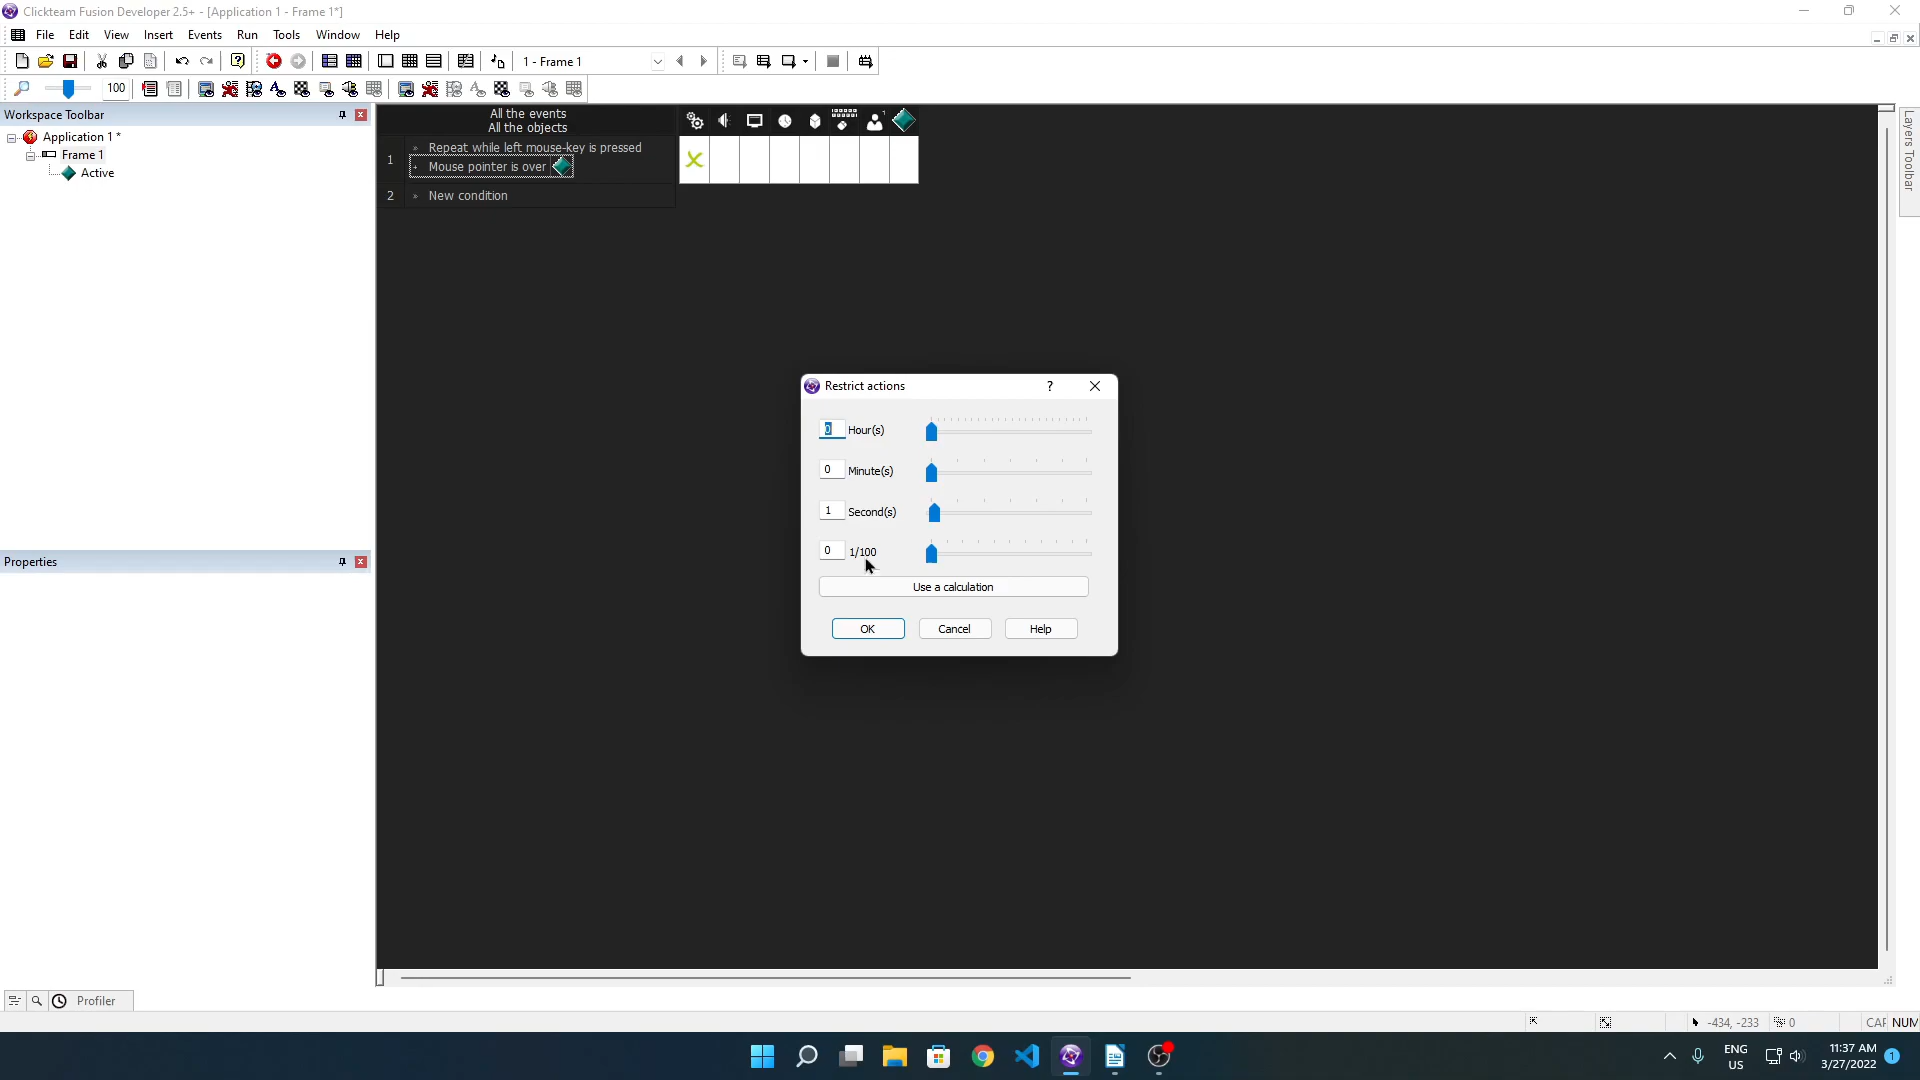 Clickteam Fusion Developer 2.5+ - [Application 1 - Frame 1*]
File Edit View Insert Events Run Tools Window Help
1 - Frame 1
100
Workspace Toolbar
Application 1 *
Frame 1
Active
All the events
All the objects
1
Repeat while left mouse-key is pressed
Mouse pointer is over
2 New condition
Layers Toolbar
Restrict actions
0 Hour(s)
0 Minute(s)
1 Second(s)
0 1/100
Use a calculation
OK Cancel Help
Properties
Profiler
-434, -233 0 CAP NUM
ENG
US
11:37 AM
3/27/2022
1